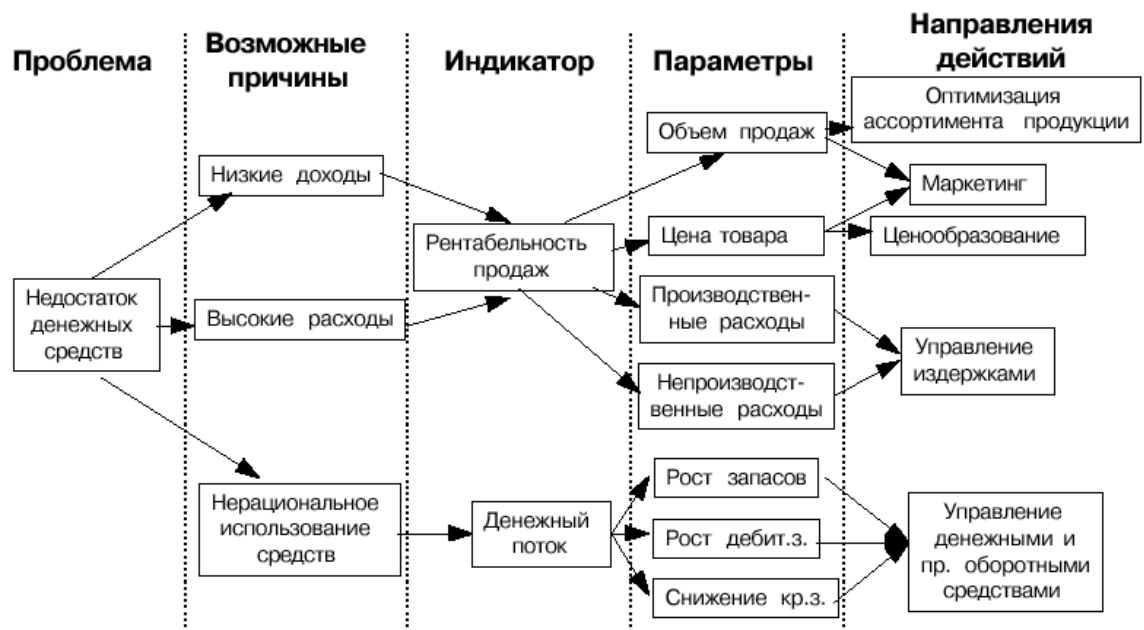 Проблема
Возможные
причины
Индикатор
Параметры
Направления
действий
Недостаток
денежных
средств
Низкие доходы
Высокие расходы
Нерациональное
использование
средств
Рентабельность
продаж
Денежный
поток
Объем продаж
Цена товара
Производствен-
ные расходы
Непроизводст-
венные расходы
Рост запасов
Рост дебит.з.
Снижение кр.з.
Оптимизация
ассортимента продукции
Маркетинг
Ценообразование
Управление
издержками
Управление
денежными и
пр. оборотными
средствами